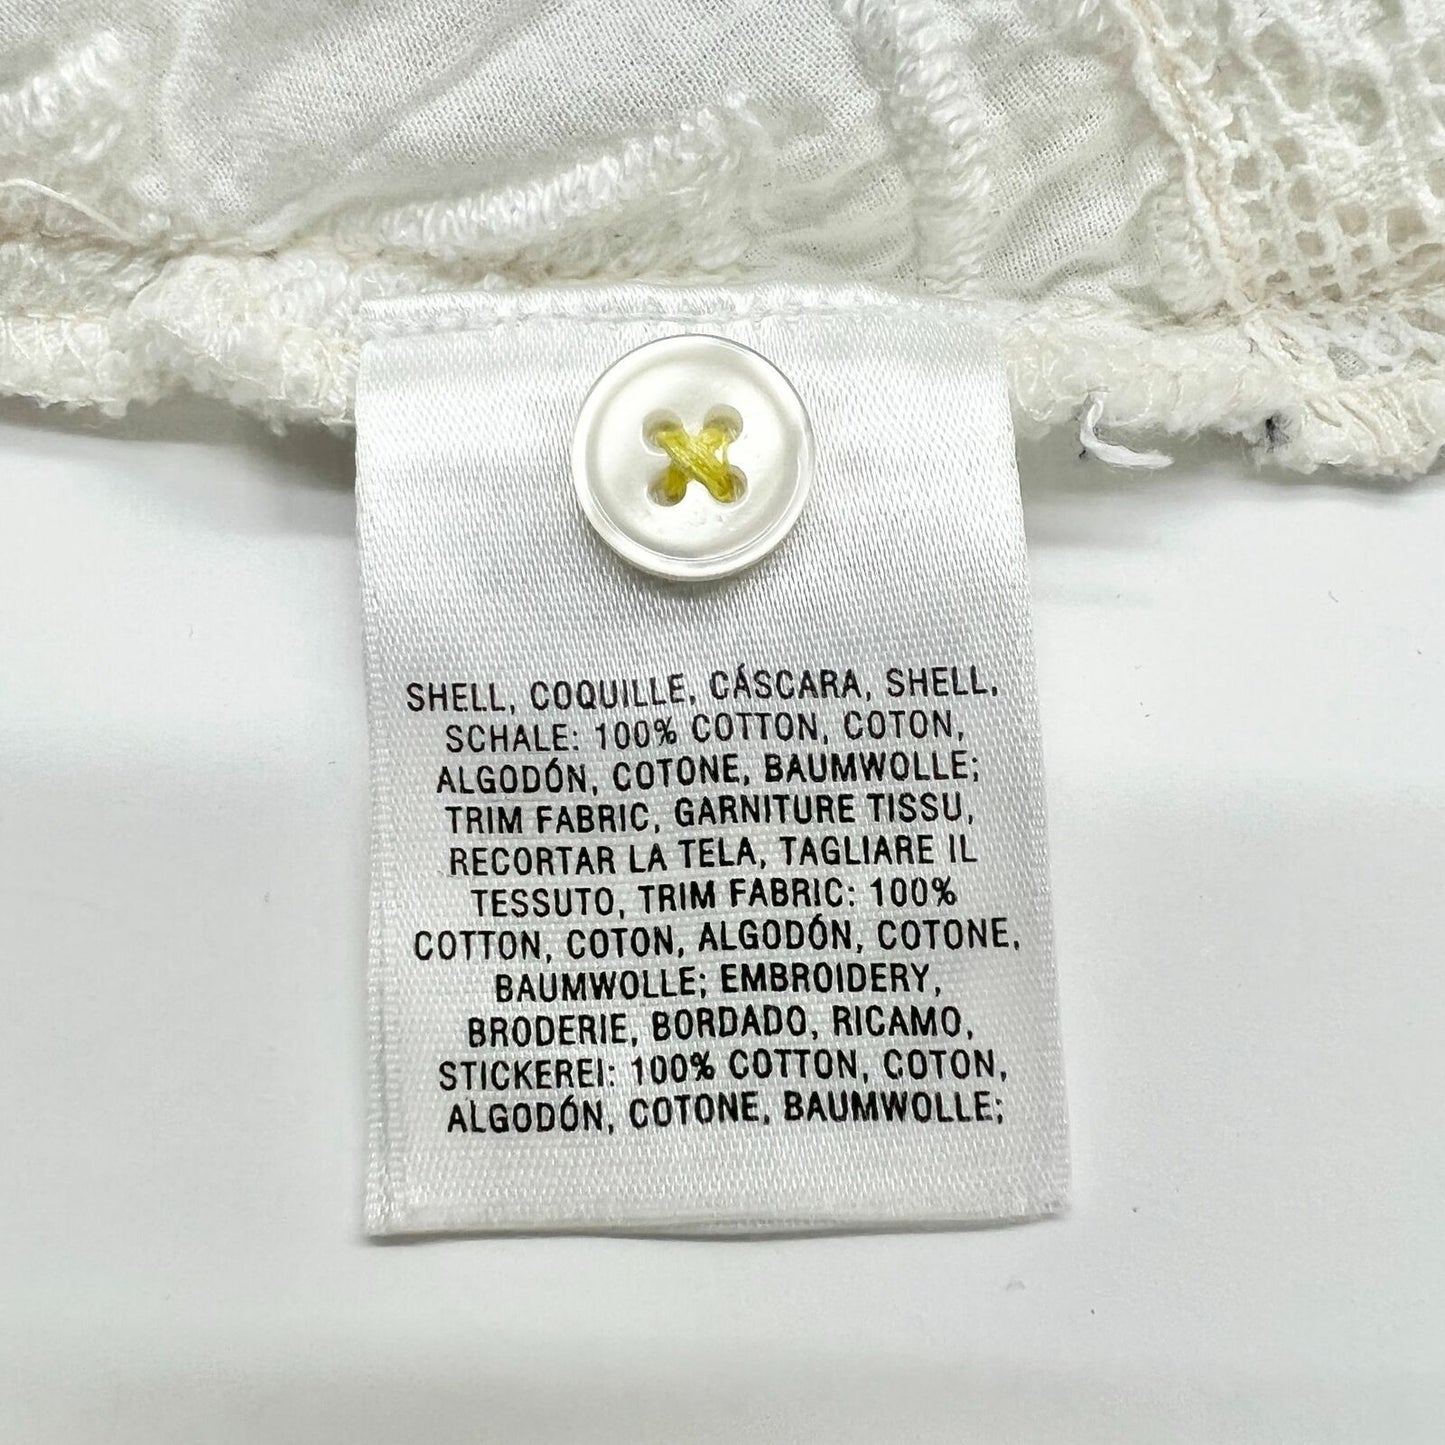 SHELL, COQUILLE, CÁSCARA, SHELL,
SCHALE: 100% COTTON, COTON,
ALGODÓN, COTONE, BAUMWOLLE;
TRIM FABRIC, GARNITURE TISSU,
RECORTAR LA TELA, TAGLIARE IL
TESSUTO, TRIM FABRIC: 100%
COTTON, COTON, ALGODÓN, COTONE,
BAUMWOLLE; EMBROIDERY,
BRODERIE, BORDADO, RICAMO,
STICKEREI: 100% COTTON, COTON,
ALGODÓN, COTONE, BAUMWOLLE;